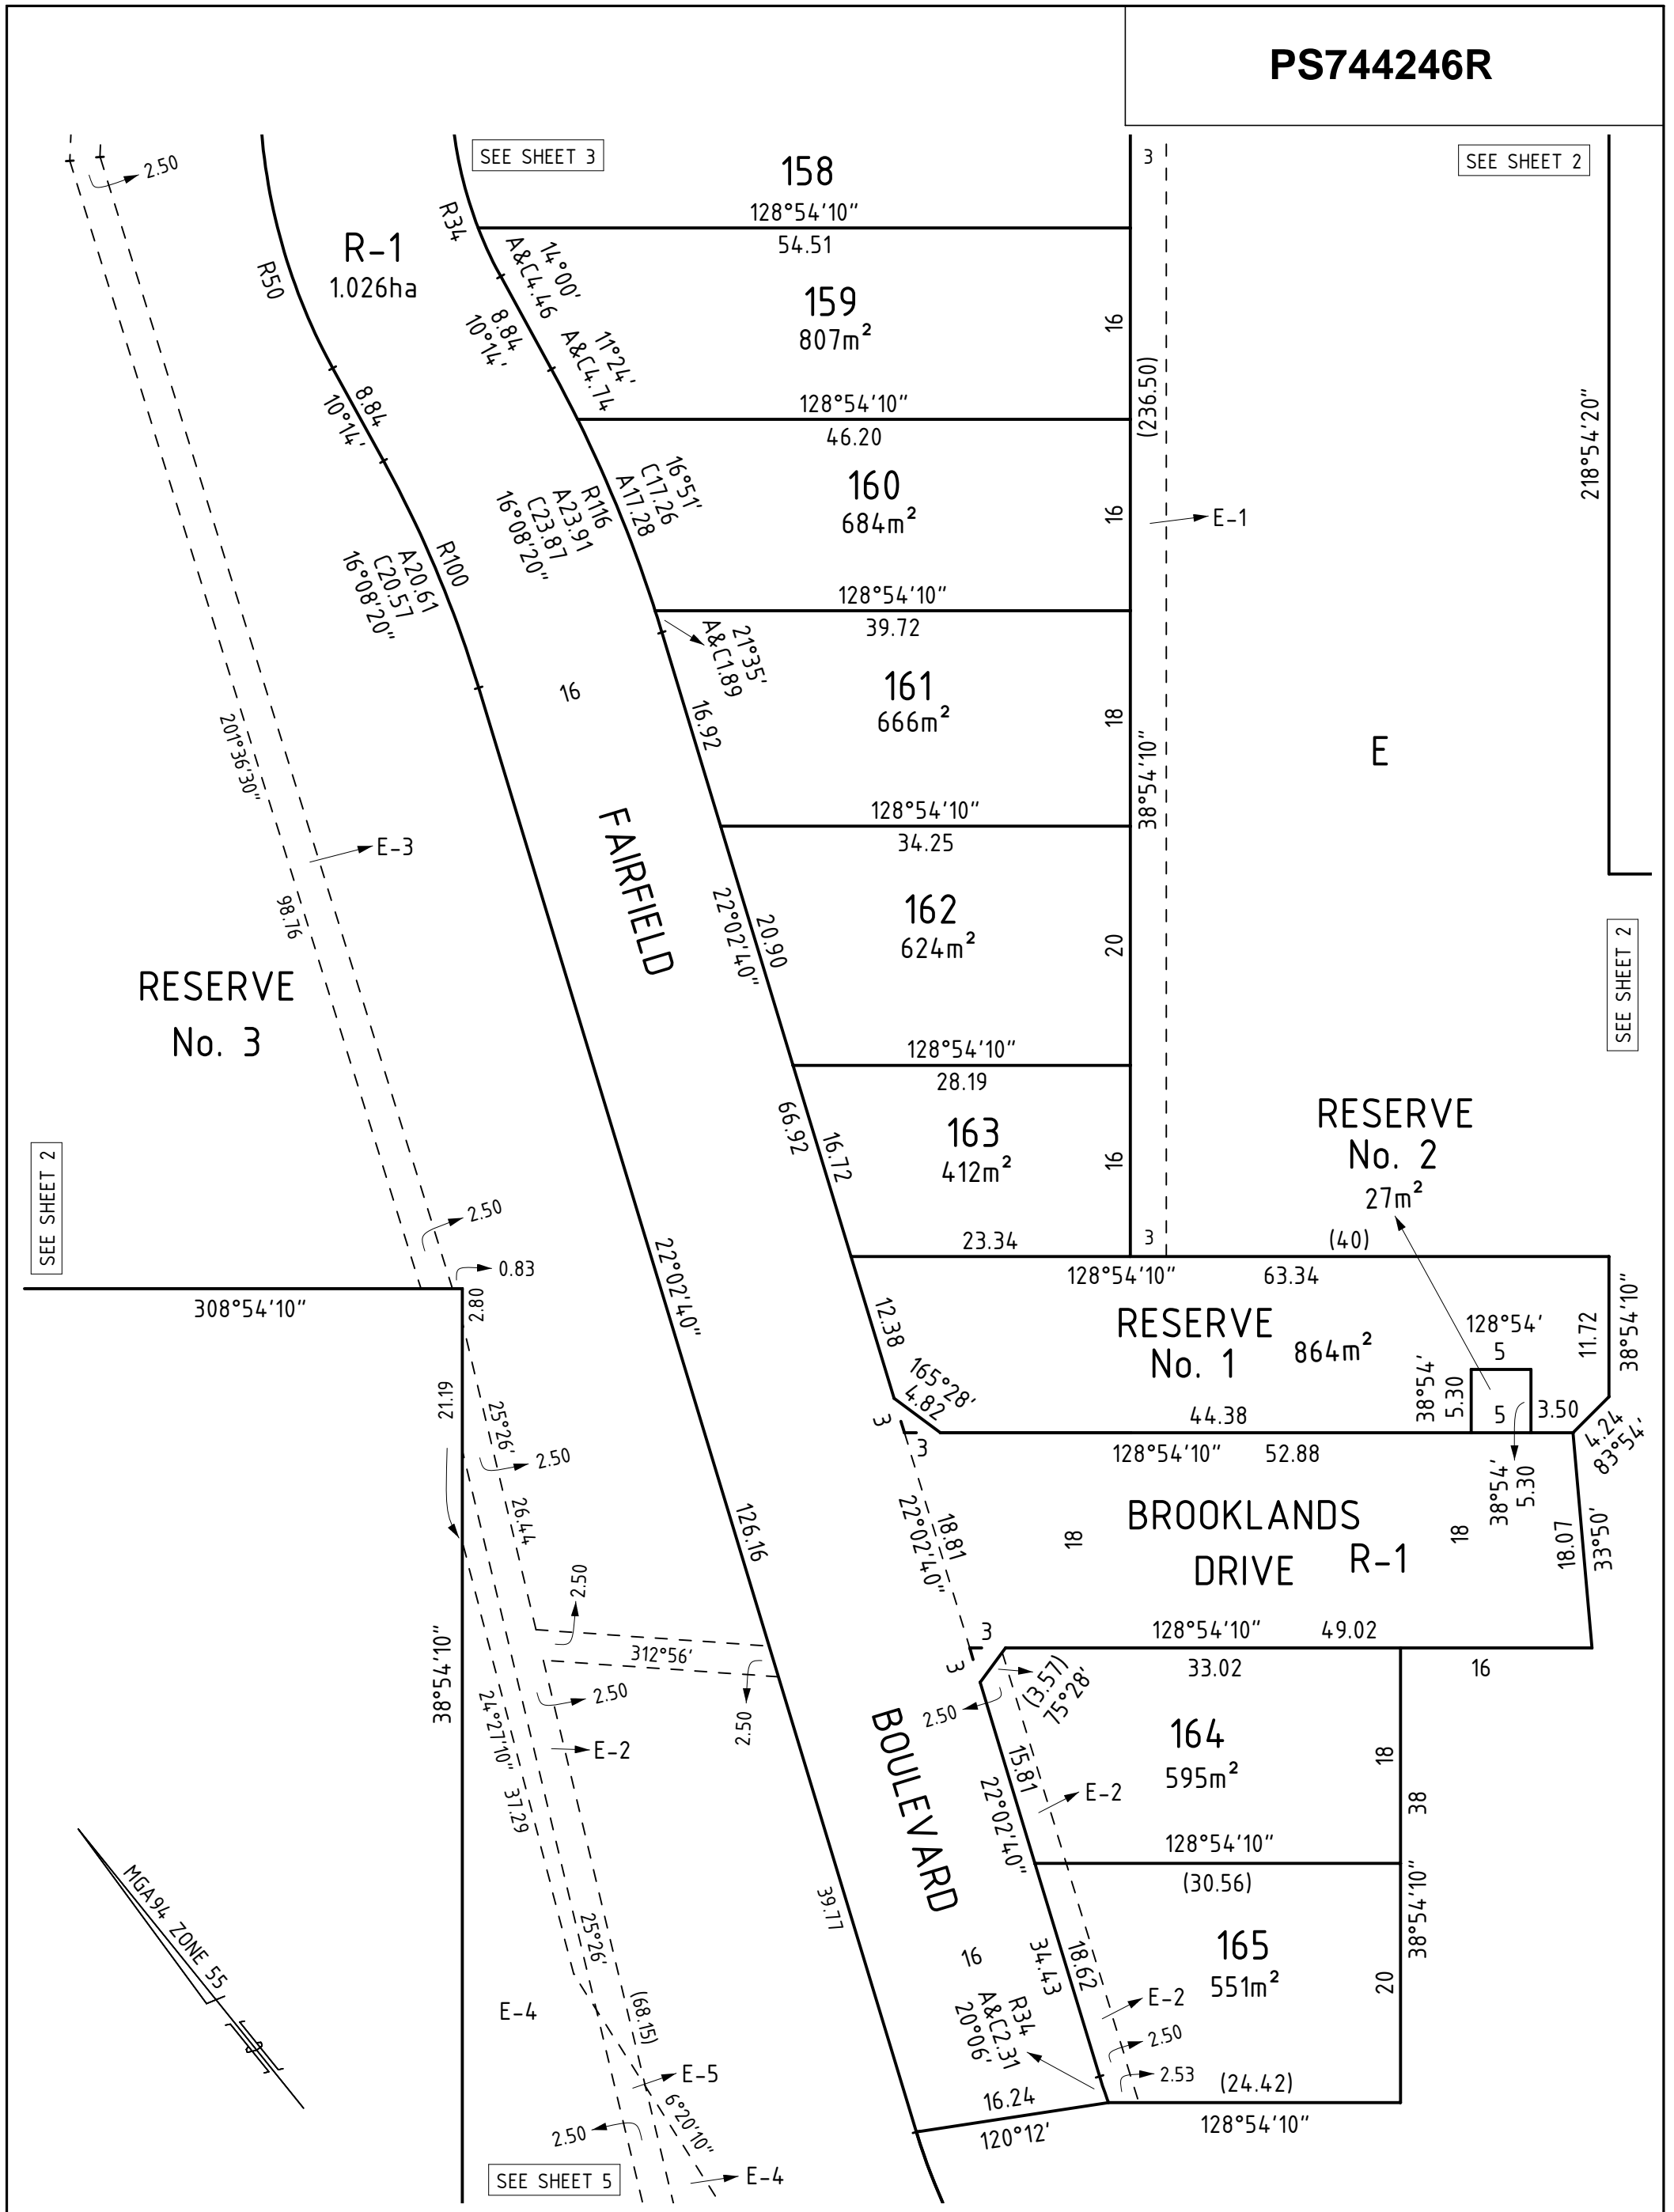 PS744246R
SEE SHEET 3
SEE SHEET 2
2.50
158
3
128°54'10"
54.51
R34
R-1
1.026ha
R50
14°00'
A&C4.46
159
807m²
16
8.84
10°14'
11°24'
A&C4.74
(236.50)
218°54'20"
8.84
10°14'
128°54'10"
46.20
160
684m²
16
E-1
16°51'
C17.26
A17.28
R116
A23.91
C23.87
16°08'20"
R100
A20.61
C20.57
16°08'20"
128°54'10"
39.72
21°35'
A&C1.89
161
666m²
18
16
16.92
201°36'30"
38°54'10"
E
128°54'10"
34.25
FAIRFIELD
E-3
98.76
162
624m²
20
20.90
22°02'40"
SEE SHEET 2
RESERVE
No. 3
128°54'10"
28.19
66.92
16.72
163
412m²
16
RESERVE
No. 2
27m²
SEE SHEET 2
2.50
0.83
22°02'40"
23.34
3
(40)
128°54'10"
63.34
308°54'10"
2.80
12.38
RESERVE
No. 1
864m²
128°54'
5
11.72
38°54'10"
38°54'
5.30
5
3.50
4.24
83°54'
165°28'
4.82
44.38
21.19
25°26'
2.50
3
3
128°54'10"
52.88
38°54'
5.30
26.44
126.16
22°02'40"
18.81
18
BROOKLANDS
DRIVE
R-1
18
18.07
33°50'
2.50
312°56'
38°54'10"
3
3
128°54'10"
49.02
33.02
16
(3.57)
75°28'
2.50
2.50
2.50
E-2
24°27'10"
37.29
BOULEVARD
164
595m²
18
38
15.81
22°02'40"
E-2
128°54'10"
(30.56)
MGA94 ZONE 55
39.77
25°26'
(68.15)
16
34.43
18.62
165
551m²
20
38°54'10"
E-4
E-2
R34
A&C2.31
20°06'
2.50
2.53
(24.42)
128°54'10"
E-5
6°20'10"
16.24
120°12'
2.50
E-4
SEE SHEET 5